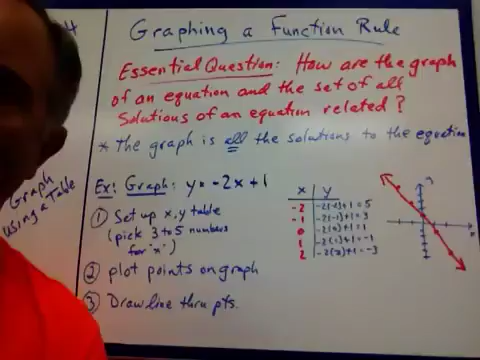 Graphing a Function Rule
Essential Question: How are the graph
of an equation and the set of all
solutions of an equation related?
* the graph is all the solutions to the equation
Graph
using a Table
Ex: Graph: y = -2x+1
① Set up x,y table
(pick 3 to 5 numbers
for "x")
② plot points on graph
③ Draw line thru pts.
x y
-2 -2(-2)+1=5
-1 -2(-1)+1=3
0 -2(0)+1=1
1 -2(1)+1=-1
2 -2(2)+1=-3